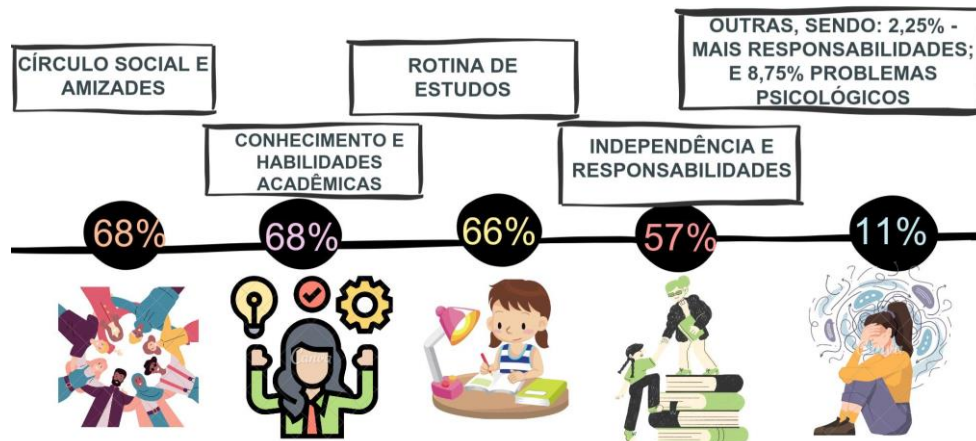 CÍRCULO SOCIAL E
AMIZADES
CONHECIMENTO E
HABILIDADES
ACADÊMICAS
ROTINA DE
ESTUDOS
INDEPENDÊNCIA E
RESPONSABILIDADES
OUTRAS, SENDO: 2,25% -
MAIS RESPONSABILIDADES;
E 8,75% PROBLEMAS
PSICOLÓGICOS
68%
68%
66%
57%
11%